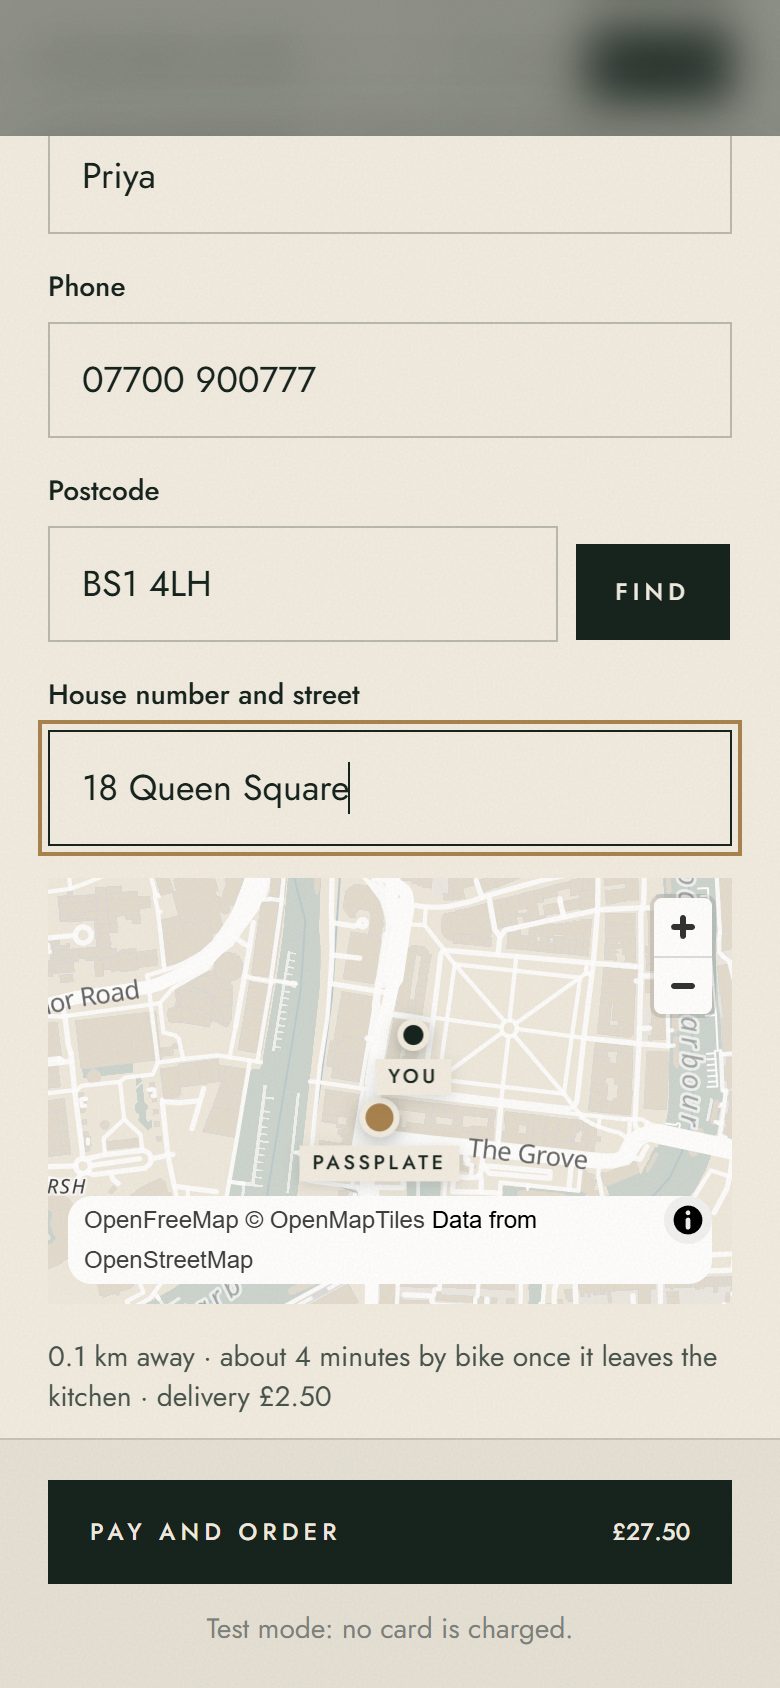 Priya
Phone
07700 900777
Postcode
BS1 4LH
FIND
House number and street
18 Queen Square
or Road
arbour
YOU
PASSPLATE
The Grove
RSH
OpenFreeMap © OpenMapTiles Data from
OpenStreetMap
0.1 km away · about 4 minutes by bike once it leaves the
kitchen · delivery £2.50
PAY AND ORDER £27.50
Test mode: no card is charged.